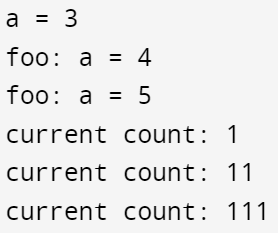 a = 3
foo: a = 4
foo: a = 5
current count: 1
current count: 11
current count: 111